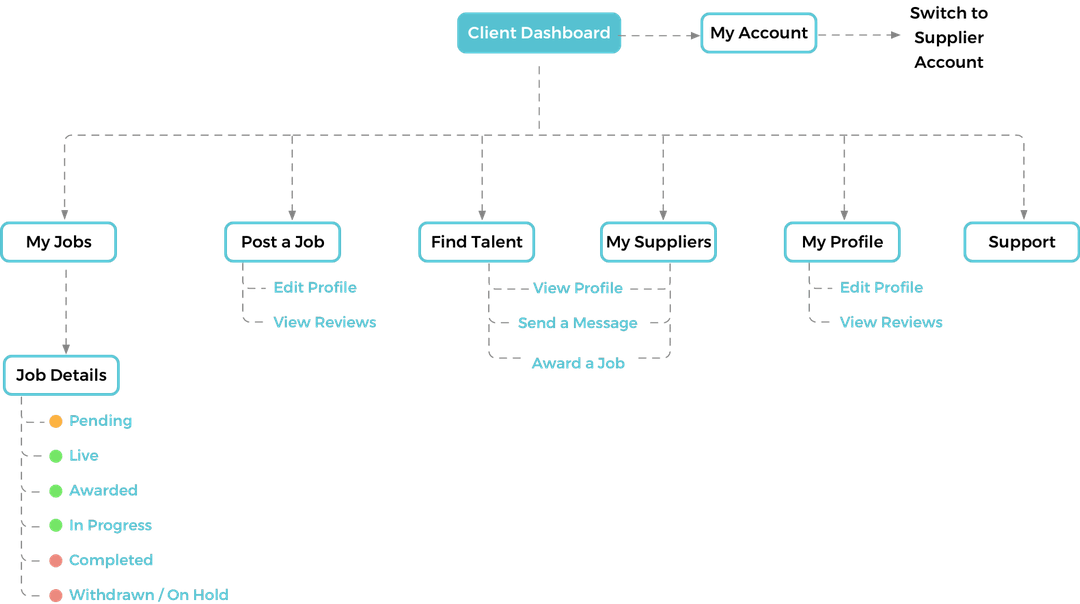 Client Dashboard
My Account
Switch to
Supplier
Account
My Jobs
Post a Job
Find Talent
My Suppliers
My Profile
Support
Edit Profile
View Reviews
View Profile
Send a Message
Award a Job
Edit Profile
View Reviews
Job Details
Pending
Live
Awarded
In Progress
Completed
Withdrawn / On Hold